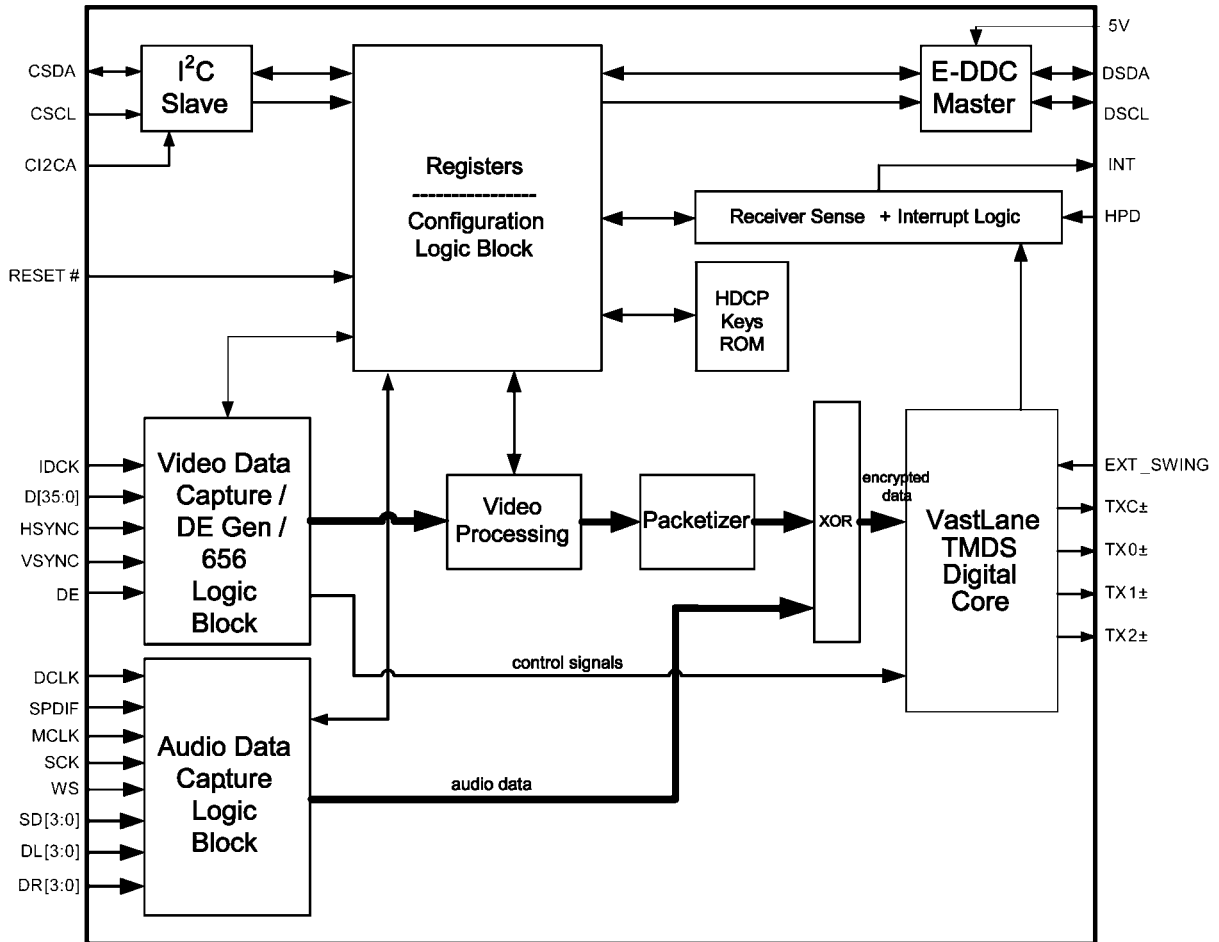 5V
CSDA
I²C
Slave
E-DDC
Master
DSDA
CSCL
DSCL
CI2CA
INT
Registers
----------------
Configuration
Logic Block
Receiver Sense + Interrupt Logic
HPD
RESET #
HDCP
Keys
ROM
IDCK
D[35:0]
HSYNC
VSYNC
DE
Video Data
Capture /
DE Gen /
656
Logic
Block
Video
Processing
Packetizer
XOR
encrypted
data
VastLane
TMDS
Digital
Core
EXT_SWING
TXC±
TX0±
TX1±
TX2±
control signals
DCLK
SPDIF
MCLK
SCK
WS
SD[3:0]
DL[3:0]
DR[3:0]
Audio Data
Capture
Logic
Block
audio data